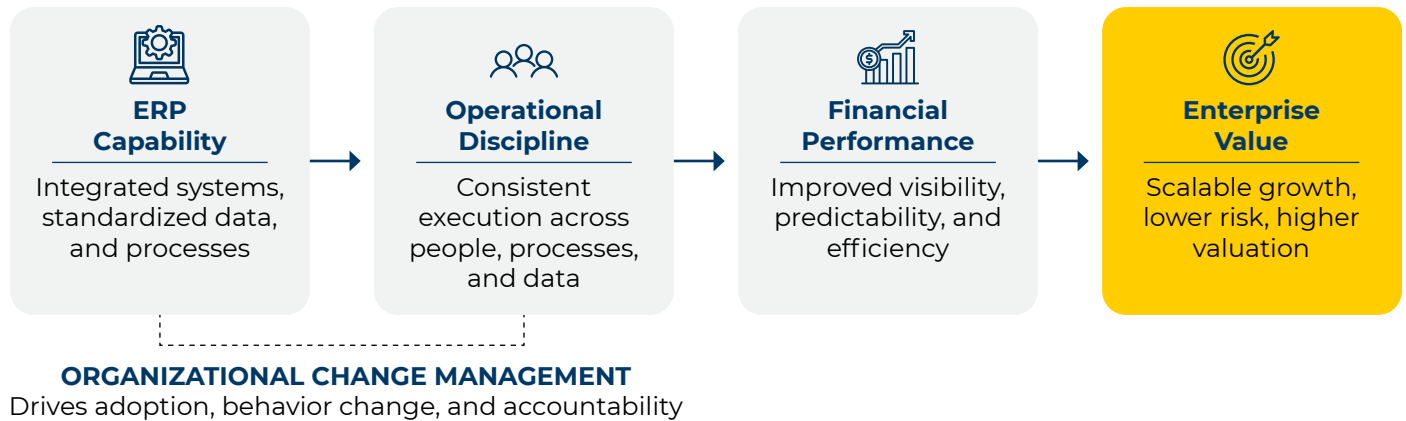 ERP
Capability
Integrated systems,
standardized data,
and processes
Operational
Discipline
Consistent
execution across
people, processes,
and data
$
Financial
Performance
Improved visibility,
predictability, and
efficiency
Enterprise
Value
Scalable growth,
lower risk, higher
valuation
ORGANIZATIONAL CHANGE MANAGEMENT
Drives adoption, behavior change, and accountability